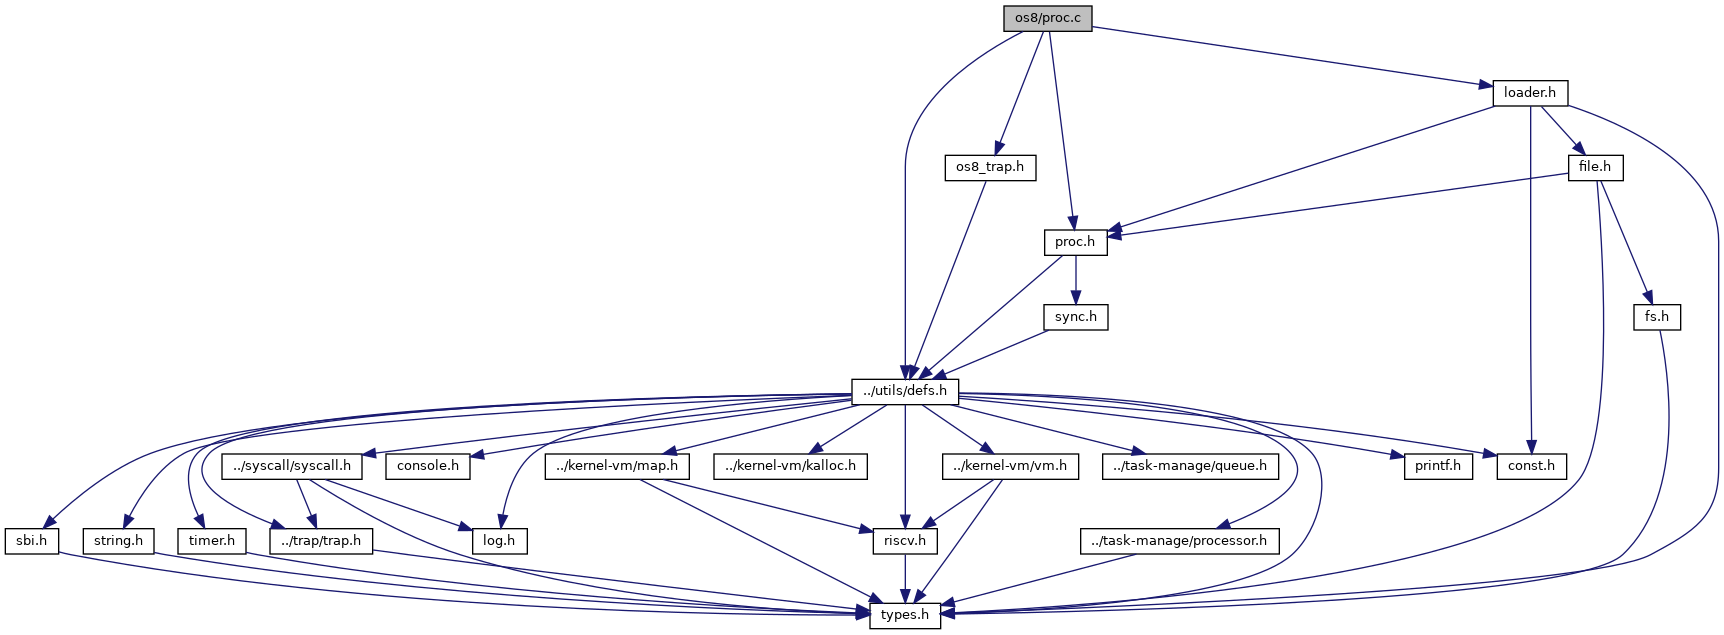 os8/proc.c
loader.h
os8_trap.h
file.h
proc.h
sync.h
fs.h
../utils/defs.h
../syscall/syscall.h
console.h
../kernel-vm/map.h
../kernel-vm/kalloc.h
../kernel-vm/vm.h
../task-manage/queue.h
printf.h
const.h
sbi.h
string.h
timer.h
../trap/trap.h
log.h
riscv.h
../task-manage/processor.h
types.h